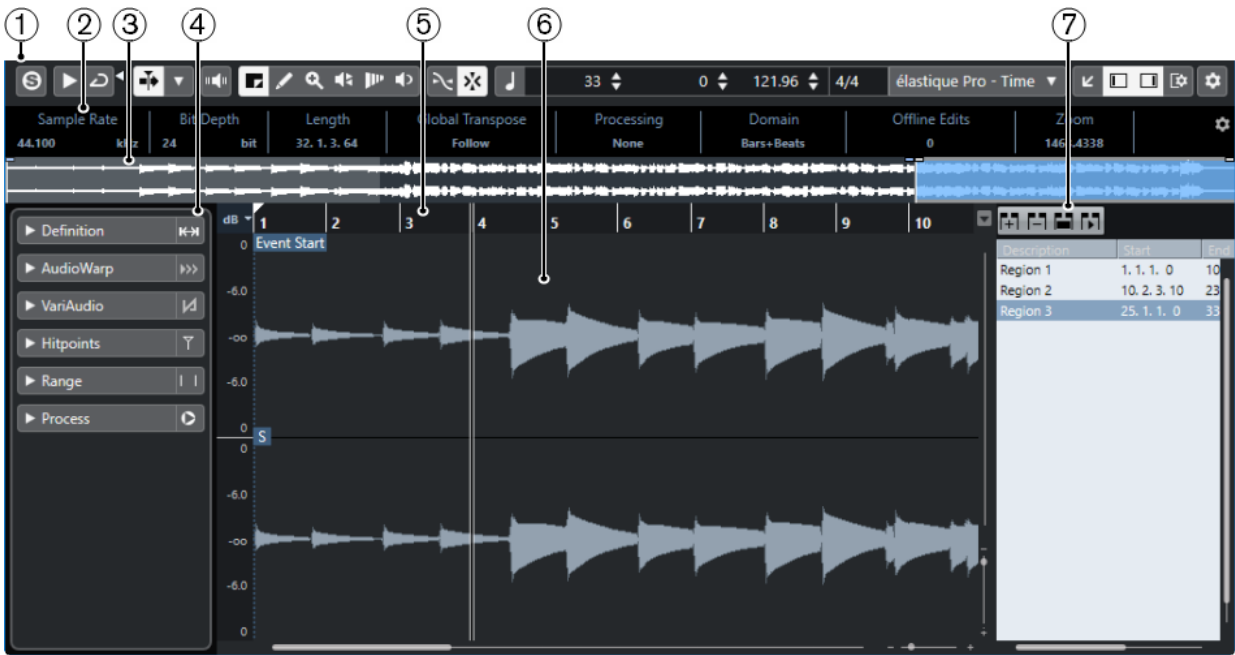 1 2 3 4 5 6 7
S 33 0 121.96 4/4 élastique Pro - Time
Sample Rate Bit Depth Length Global Transpose Processing Domain Offline Edits Zoom
44.100 kHz 24 bit 32. 1. 3. 64 Follow None Bars+Beats 0
dB 1 2 3 4 5 6 7 8 9 10
Definition
AudioWarp
VariAudio
Hitpoints
Range
Process
Event Start
0
-6.0
-oo
-6.0
0
S
0
-6.0
-oo
-6.0
0
Description Start End
Region 1 1. 1. 1. 0 10
Region 2 10. 2. 3. 10 23
Region 3 25. 1. 1. 0 33